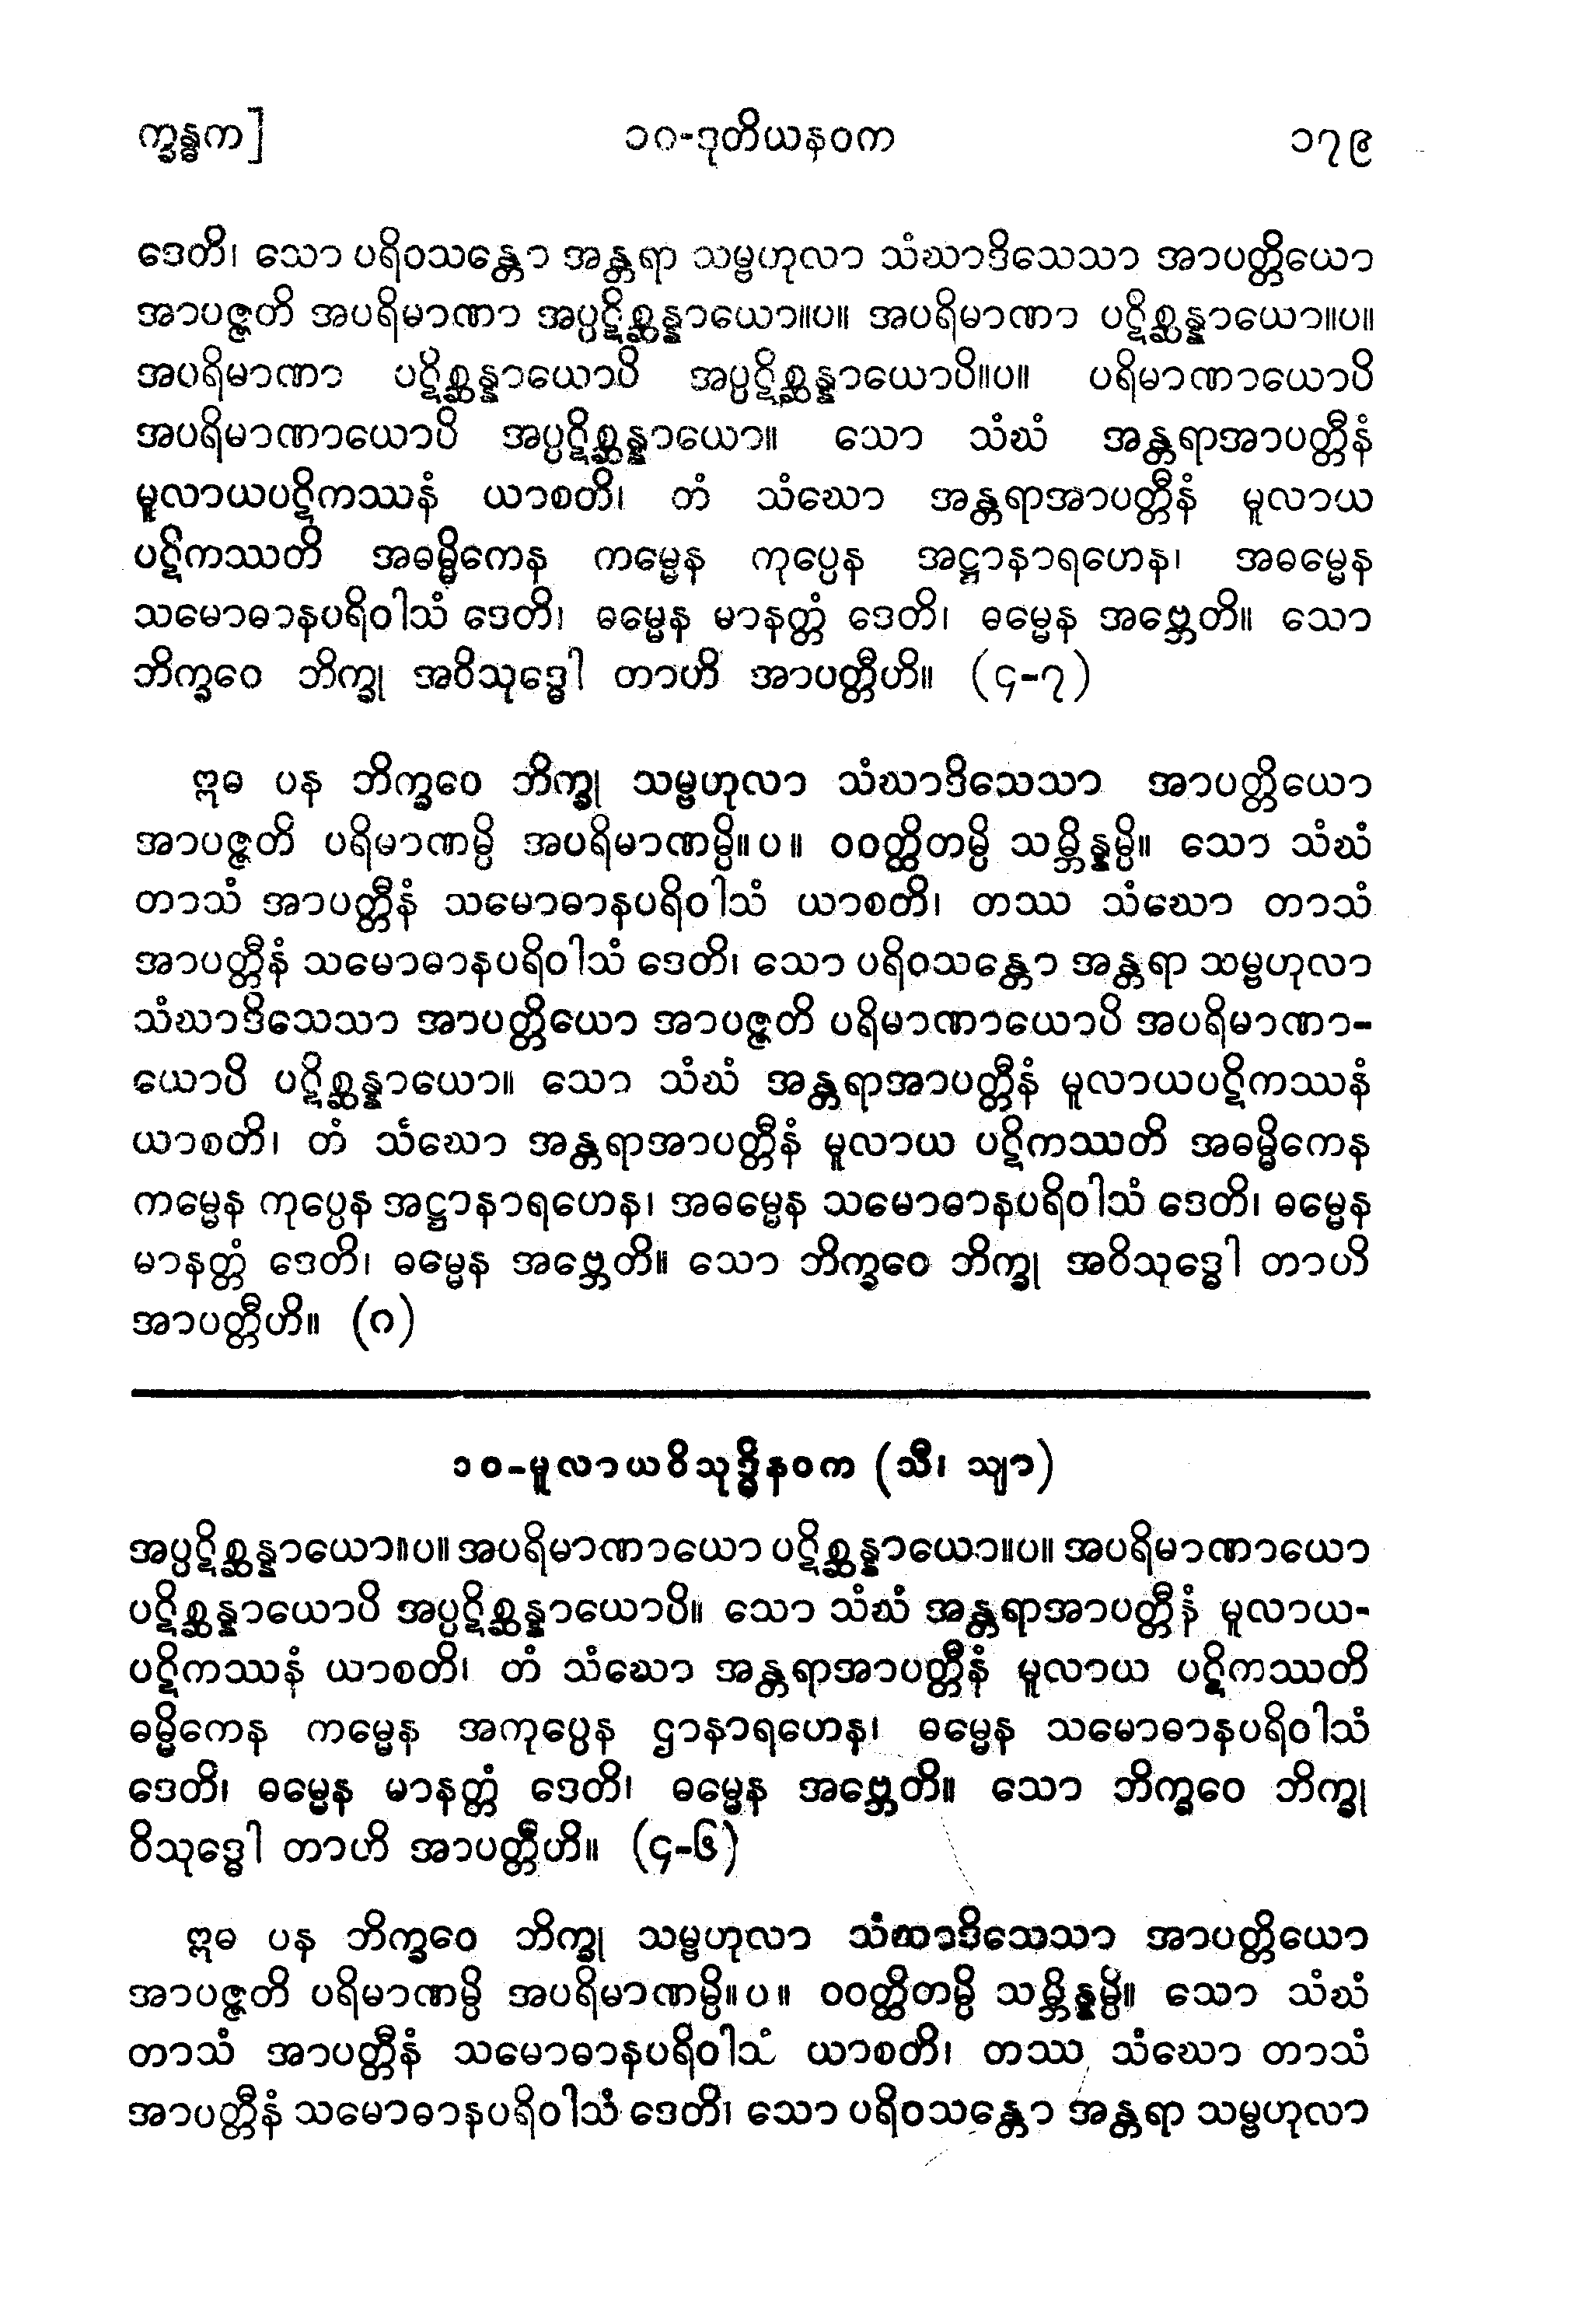 က္ခန္ဓက]
၁၀-ဒုတိယနဝက
၁၇၉
ဒေတိ၊ သော ပရိဝသန္တော အန္တရာ သမ္ဗဟုလာ သံဃာဒိသေသာ အာပတ္တိယော
အာပဇ္ဇတိ အပရိမာဏာ အပ္ပဋိစ္ဆန္နာယော။ပ။ အပရိမာဏာ ပဋိစ္ဆန္နာယော။ပ။
အပရိမာဏာ ပဋိစ္ဆန္နာယောပိ အပ္ပဋိစ္ဆန္နာယောပိ။ပ။ ပရိမာဏာယောပိ
အပရိမာဏာယောပိ အပ္ပဋိစ္ဆန္နာယော။ သော သံဃံ အန္တရာအာပတ္တီနံ
မူလာယပဋိကဿနံ ယာစတိ၊ တံ သံဃော အန္တရာအာပတ္တီနံ မူလာယ
ပဋိကဿတိ အဓမ္မိကေန ကမ္မေန ကုပ္ပေန အဋ္ဌာနာရဟေန၊ အဓမ္မေန
သမောဓာနပရိဝါသံ ဒေတိ၊ ဓမ္မေန မာနတ္တံ ဒေတိ၊ ဓမ္မေန အဗ္ဘေတိ။ သော
ဘိက္ခဝေ ဘိက္ခု အဝိသုဒ္ဓေါ တာဟိ အာပတ္တီဟိ။ (၄-၇)
ဣဓ ပန ဘိက္ခဝေ ဘိက္ခု သမ္ဗဟုလာ သံဃာဒိသေသာ အာပတ္တိယော
အာပဇ္ဇတိ ပရိမာဏမ္ပိ အပရိမာဏမ္ပိ။ပ။ ဝဝတ္ထိတမ္ပိ သမ္ဘိန္နမ္ပိ။ သော သံဃံ
တာသံ အာပတ္တီနံ သမောဓာနပရိဝါသံ ယာစတိ၊ တဿ သံဃော တာသံ
အာပတ္တီနံ သမောဓာနပရိဝါသံ ဒေတိ၊ သော ပရိဝသန္တော အန္တရာ သမ္ဗဟုလာ
သံဃာဒိသေသာ အာပတ္တိယော အာပဇ္ဇတိ ပရိမာဏာယောပိ အပရိမာဏာ-
ယောပိ ပဋိစ္ဆန္နာယော။ သော သံဃံ အန္တရာအာပတ္တီနံ မူလာယပဋိကဿနံ
ယာစတိ၊ တံ သံဃော အန္တရာအာပတ္တီနံ မူလာယ ပဋိကဿတိ အဓမ္မိကေန
ကမ္မေန ကုပ္ပေန အဋ္ဌာနာရဟေန၊ အဓမ္မေန သမောဓာနပရိဝါသံ ဒေတိ၊ ဓမ္မေန
မာနတ္တံ ဒေတိ၊ ဓမ္မေန အဗ္ဘေတိ။ သော ဘိက္ခဝေ ဘိက္ခု အဝိသုဒ္ဓေါ တာဟိ
အာပတ္တီဟိ။ (၈)
၁၀-မူလာယဝိသုဒ္ဓိနဝက (သီ၊ သျာ)
အပ္ပဋိစ္ဆန္နာယော။ပ။ အပရိမာဏာယော ပဋိစ္ဆန္နာယော။ပ။ အပရိမာဏာယော
ပဋိစ္ဆန္နာယောပိ အပ္ပဋိစ္ဆန္နာယောပိ။ သော သံဃံ အန္တရာအာပတ္တီနံ မူလာယ-
ပဋိကဿနံ ယာစတိ၊ တံ သံဃော အန္တရာအာပတ္တီနံ မူလာယ ပဋိကဿတိ
ဓမ္မိကေန ကမ္မေန အကုပ္ပေန ဌာနာရဟေန၊ ဓမ္မေန သမောဓာနပရိဝါသံ
ဒေတိ၊ ဓမ္မေန မာနတ္တံ ဒေတိ၊ ဓမ္မေန အဗ္ဘေတိ။ သော ဘိက္ခဝေ ဘိက္ခု
ဝိသုဒ္ဓေါ တာဟိ အာပတ္တီဟိ။ (၄-၆)
ဣဓ ပန ဘိက္ခဝေ ဘိက္ခု သမ္ဗဟုလာ သံဃာဒိသေသာ အာပတ္တိယော
အာပဇ္ဇတိ ပရိမာဏမ္ပိ အပရိမာဏမ္ပိ။ပ။ ဝဝတ္ထိတမ္ပိ သမ္ဘိန္နမ္ပိ။ သော သံဃံ
တာသံ အာပတ္တီနံ သမောဓာနပရိဝါသံ ယာစတိ၊ တဿ သံဃော တာသံ
အာပတ္တီနံ သမောဓာနပရိဝါသံ ဒေတိ၊ သော ပရိဝသန္တော အန္တရာ သမ္ဗဟုလာ